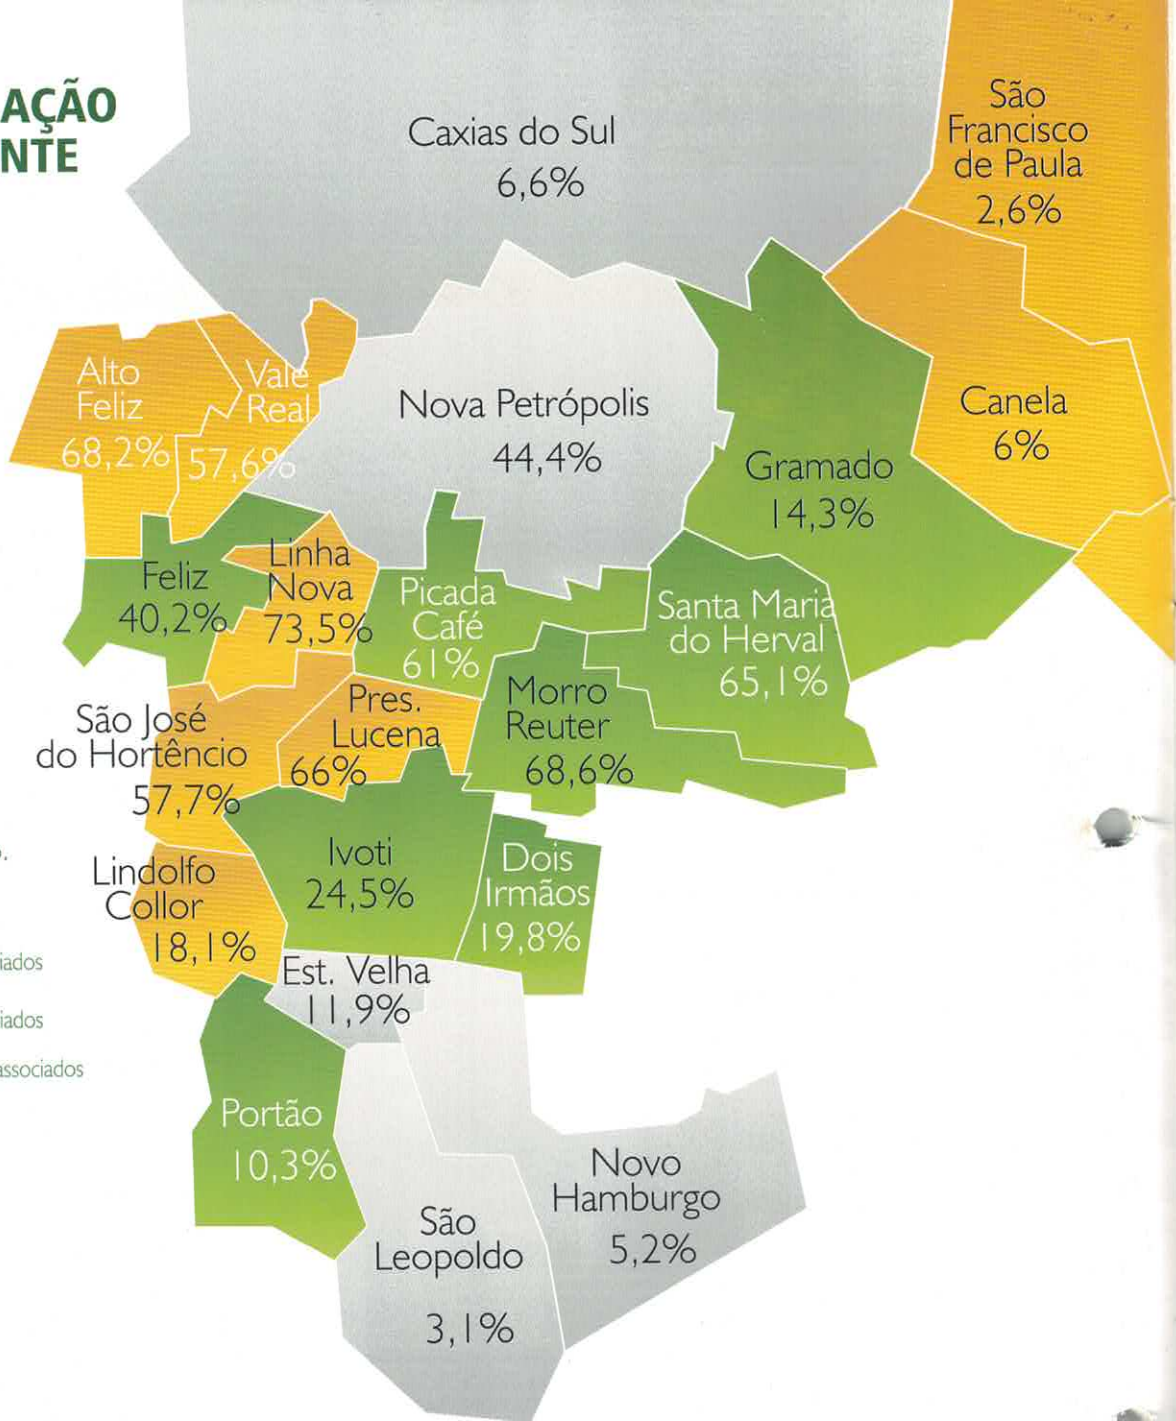 AÇÃO
NTE
Caxias do Sul
6,6%
São
Francisco
de Paula
2,6%
Alto
Feliz
68,2%
Vale
Real
57,6%
Nova Petrópolis
44,4%
Canela
6%
Gramado
14,3%
Feliz
40,2%
Linha
Nova
73,5%
Picada
Café
61%
Santa Maria
do Herval
65,1%
São José
do Hortêncio
57,7%
Pres.
Lucena
66%
Morro
Reuter
68,6%
Lindolfo
Collor
18,1%
Ivoti
24,5%
Dois
Irmãos
19,8%
iados
Est. Velha
11,9%
iados
associados
Portão
10,3%
Novo
Hamburgo
5,2%
São
Leopoldo
3,1%